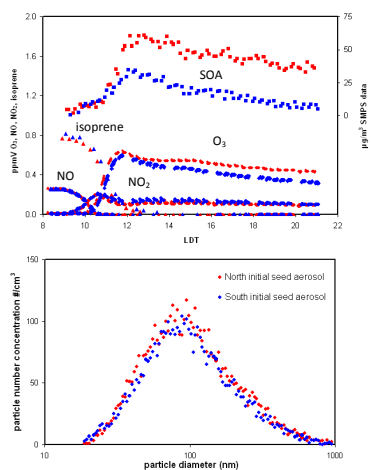 2.0
1.6
1.2
0.8
0.4
0.0
75
50
25
0
ppmV O3, NO, NO2, isoprene
µg/m3 SMPS data
SOA
isoprene
O3
NO
NO2
8
10
12
14
16
18
20
22
LDT
150
100
50
0
particle number concentration #/cm3
North initial seed aerosol
South initial seed aerosol
10
100
1000
particle diameter (nm)